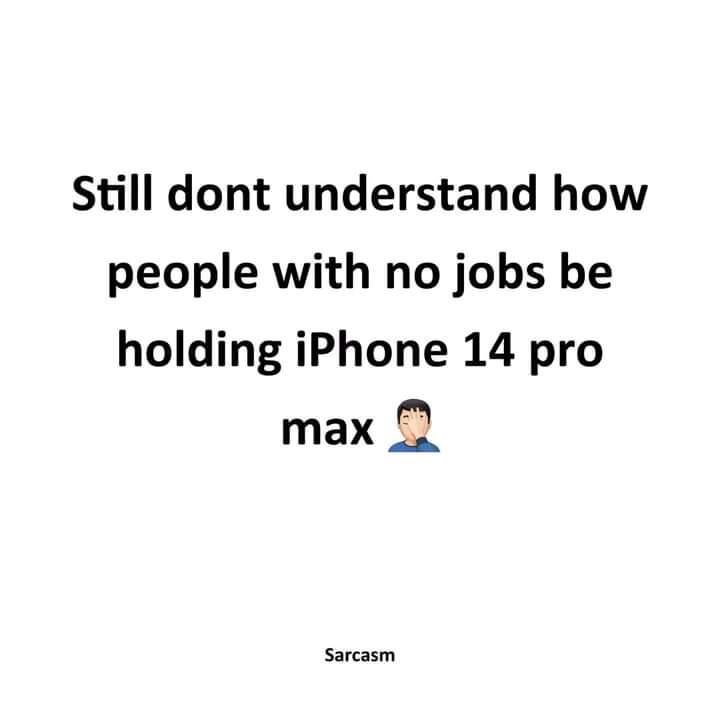 Still dont understand how
people with no jobs be
holding iPhone 14 pro
max 🤦🏻‍♂️
Sarcasm